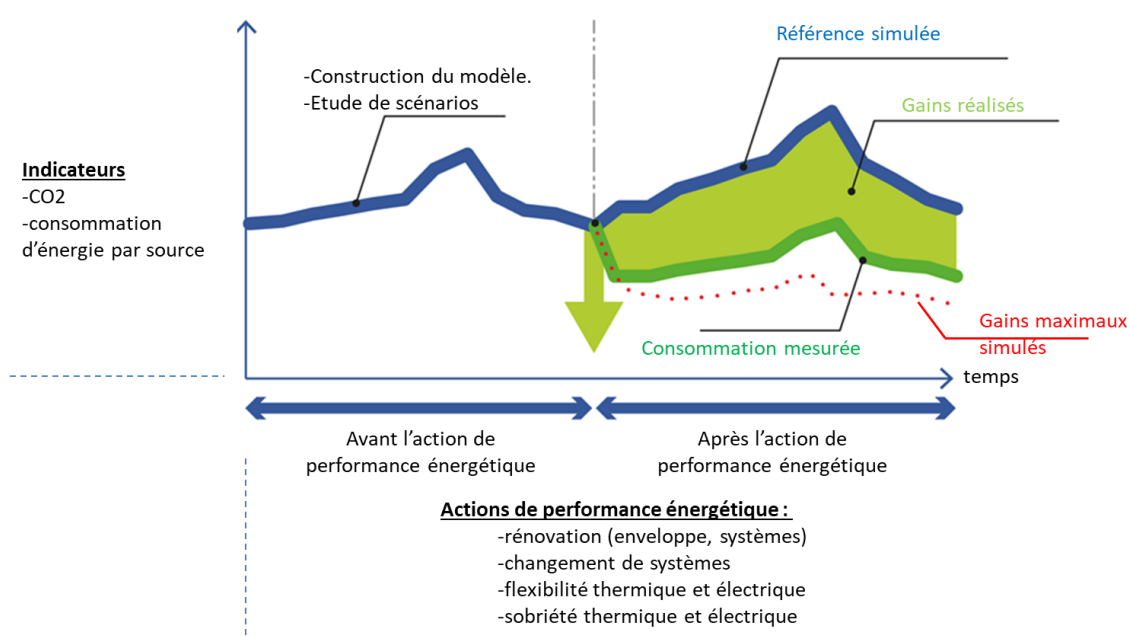 Référence simulée
-Construction du modèle.
-Etude de scénarios
Gains réalisés
Indicateurs
-CO2
-consommation
d’énergie par source
Gains maximaux
simulés
Consommation mesurée
temps
Avant l’action de
performance énergétique
Après l’action de
performance énergétique
Actions de performance énergétique :
-rénovation (enveloppe, systèmes)
-changement de systèmes
-flexibilité thermique et électrique
-sobriété thermique et électrique